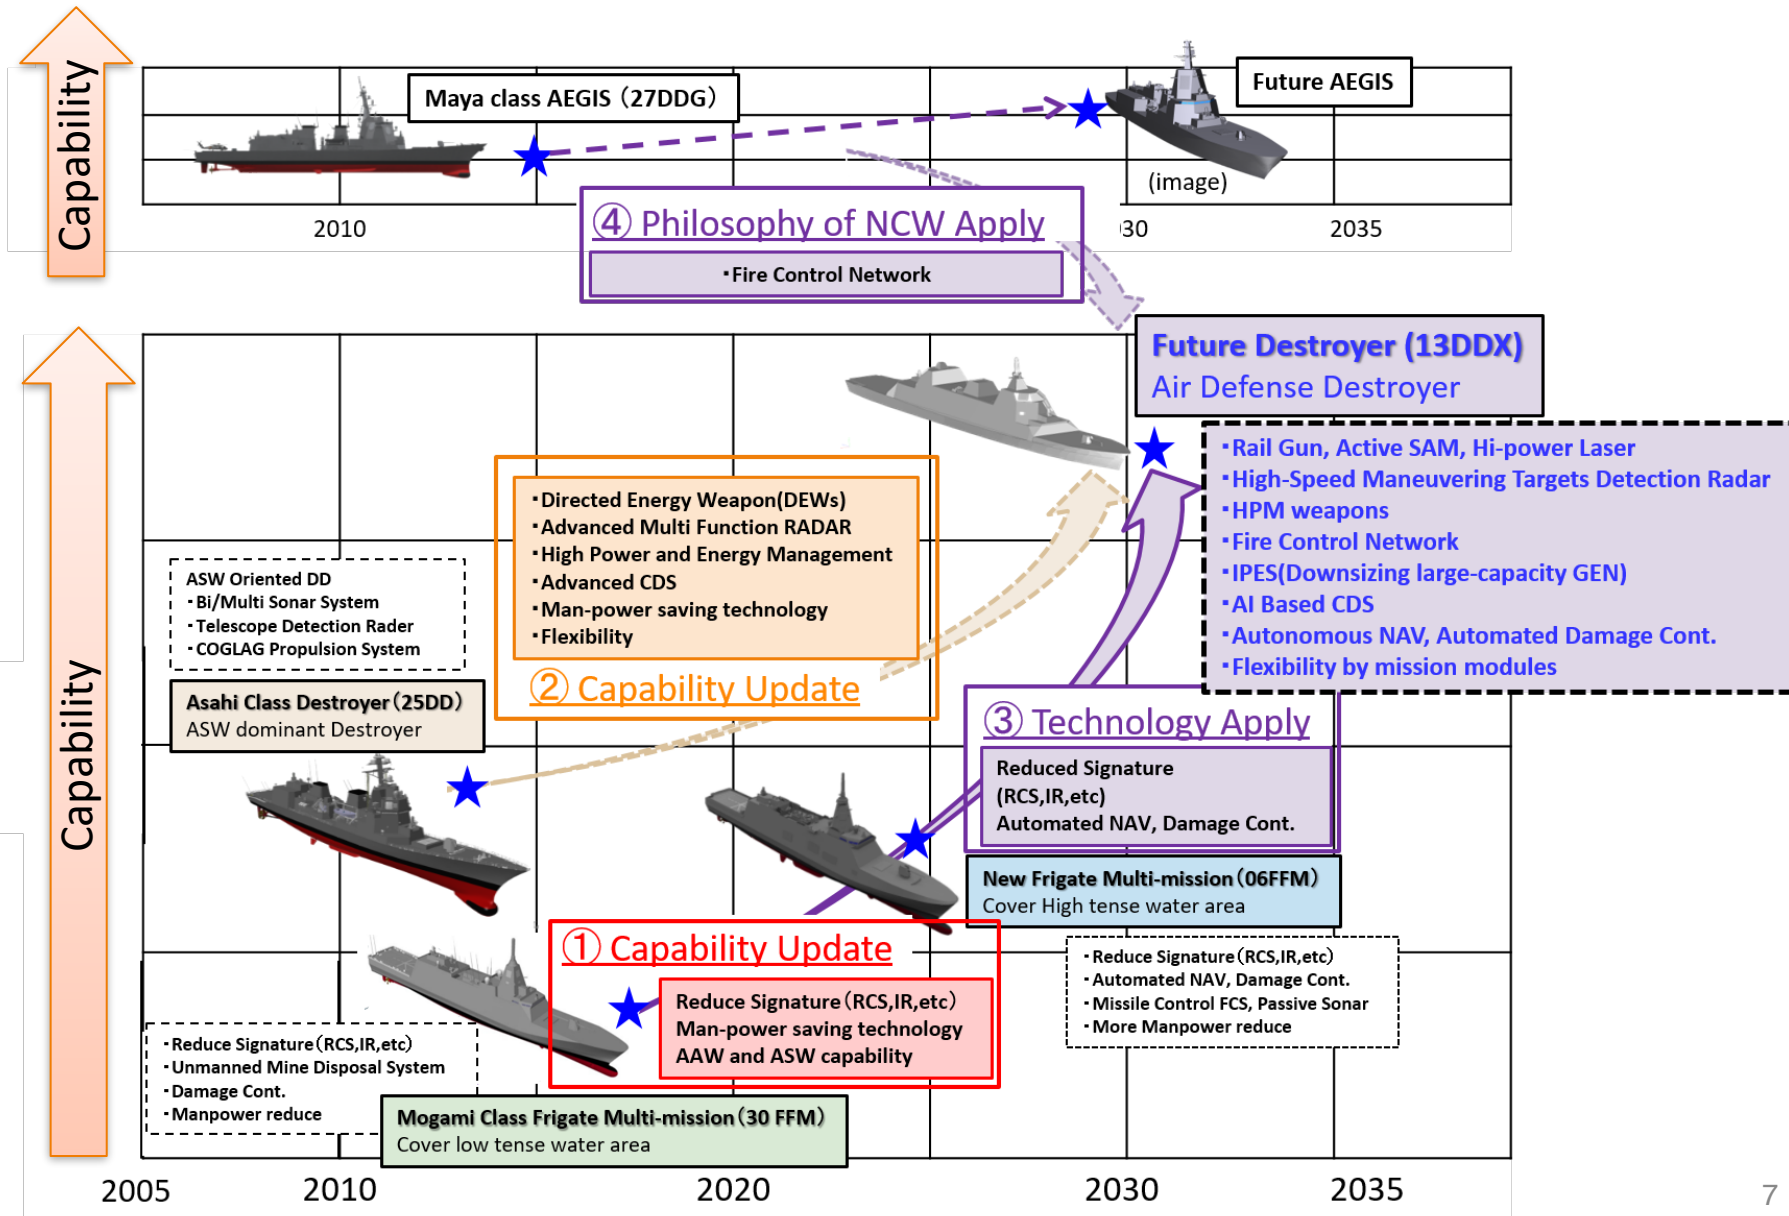 Capability
Maya class AEGIS（27DDG）
Future AEGIS
(image)
2010
30
2035
④ Philosophy of NCW Apply
・Fire Control Network
Capability
Future Destroyer (13DDX)
Air Defense Destroyer
・Rail Gun, Active SAM, Hi-power Laser
・High-Speed Maneuvering Targets Detection Radar
・HPM weapons
・Fire Control Network
・IPES(Downsizing large-capacity GEN)
・AI Based CDS
・Autonomous NAV, Automated Damage Cont.
・Flexibility by mission modules
・Directed Energy Weapon(DEWs)
・Advanced Multi Function RADAR
・High Power and Energy Management
・Advanced CDS
・Man-power saving technology
・Flexibility
② Capability Update
ASW Oriented DD
・Bi/Multi Sonar System
・Telescope Detection Rader
・COGLAG Propulsion System
Asahi Class Destroyer（25DD）
ASW dominant Destroyer
③ Technology Apply
Reduced Signature
(RCS,IR,etc)
Automated NAV, Damage Cont.
New Frigate Multi-mission（06FFM）
Cover High tense water area
・Reduce Signature（RCS,IR,etc）
・Automated NAV, Damage Cont.
・Missile Control FCS, Passive Sonar
・More Manpower reduce
① Capability Update
Reduce Signature（RCS,IR,etc）
Man-power saving technology
AAW and ASW capability
・Reduce Signature（RCS,IR,etc）
・Unmanned Mine Disposal System
・Damage Cont.
・Manpower reduce
Mogami Class Frigate Multi-mission（30 FFM）
Cover low tense water area
2005
2010
2020
2030
2035
7